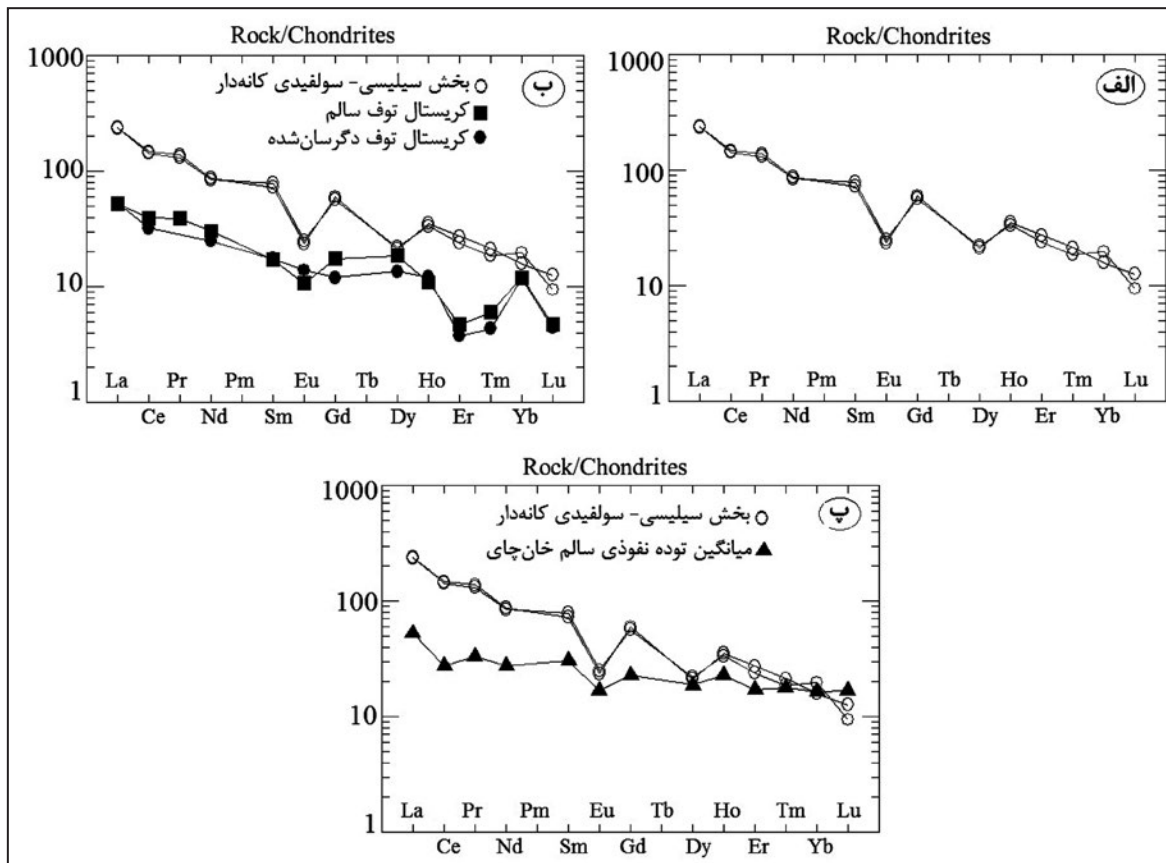 Rock/Chondrites
الف
1000
100
10
1
La Pr Pm Eu Tb Ho Tm Lu
Ce Nd Sm Gd Dy Er Yb
Rock/Chondrites
ب
بخش سیلیسی- سولفیدی کانه‌دار
کریستال توف سالم
کریستال توف دگرسان‌شده
1000
100
10
1
La Pr Pm Eu Tb Ho Tm Lu
Ce Nd Sm Gd Dy Er Yb
Rock/Chondrites
پ
بخش سیلیسی- سولفیدی کانه‌دار
میانگین توده نفوذی سالم خان‌چای
1000
100
10
1
La Pr Pm Eu Tb Ho Tm Lu
Ce Nd Sm Gd Dy Er Yb